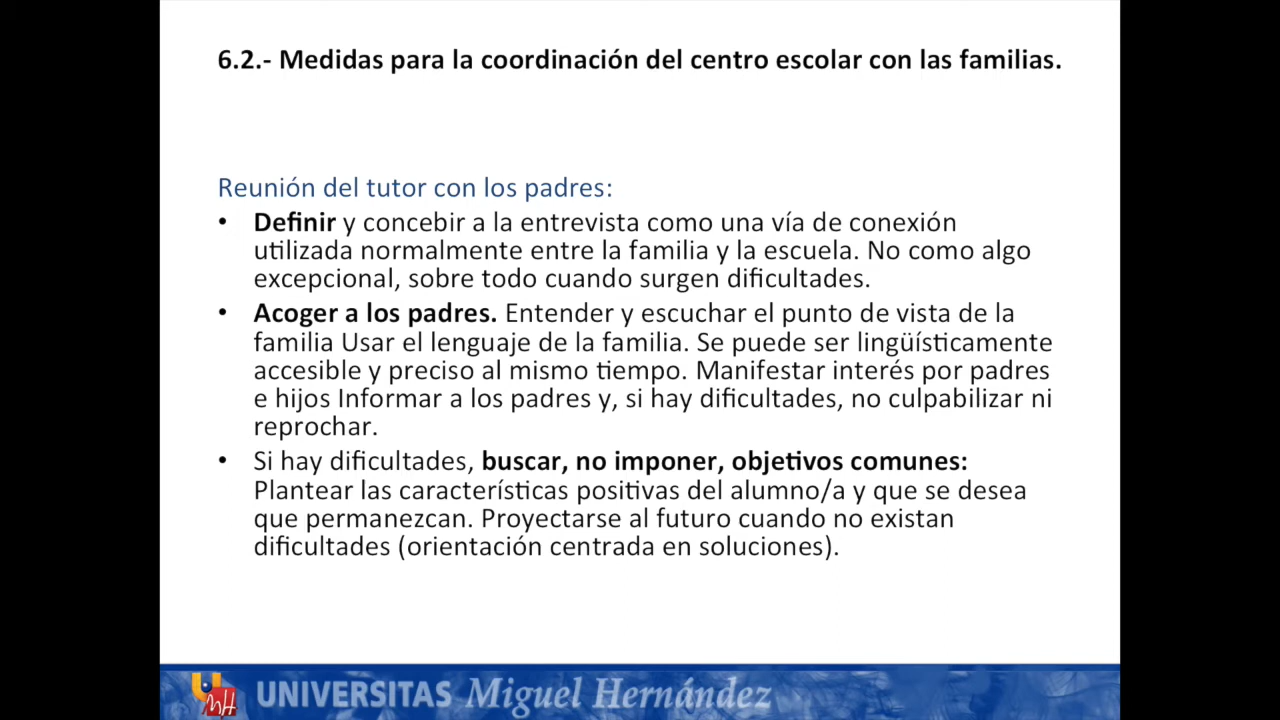 6.2.- Medidas para la coordinación del centro escolar con las familias.
Reunión del tutor con los padres:
• Definir y concebir a la entrevista como una vía de conexión
utilizada normalmente entre la familia y la escuela. No como algo
excepcional, sobre todo cuando surgen dificultades.
• Acoger a los padres. Entender y escuchar el punto de vista de la
familia Usar el lenguaje de la familia. Se puede ser lingüísticamente
accesible y preciso al mismo tiempo. Manifestar interés por padres
e hijos Informar a los padres y, si hay dificultades, no culpabilizar ni
reprochar.
• Si hay dificultades, buscar, no imponer, objetivos comunes:
Plantear las características positivas del alumno/a y que se desea
que permanezcan. Proyectarse al futuro cuando no existan
dificultades (orientación centrada en soluciones).
UNIVERSITAS Miguel Hernández